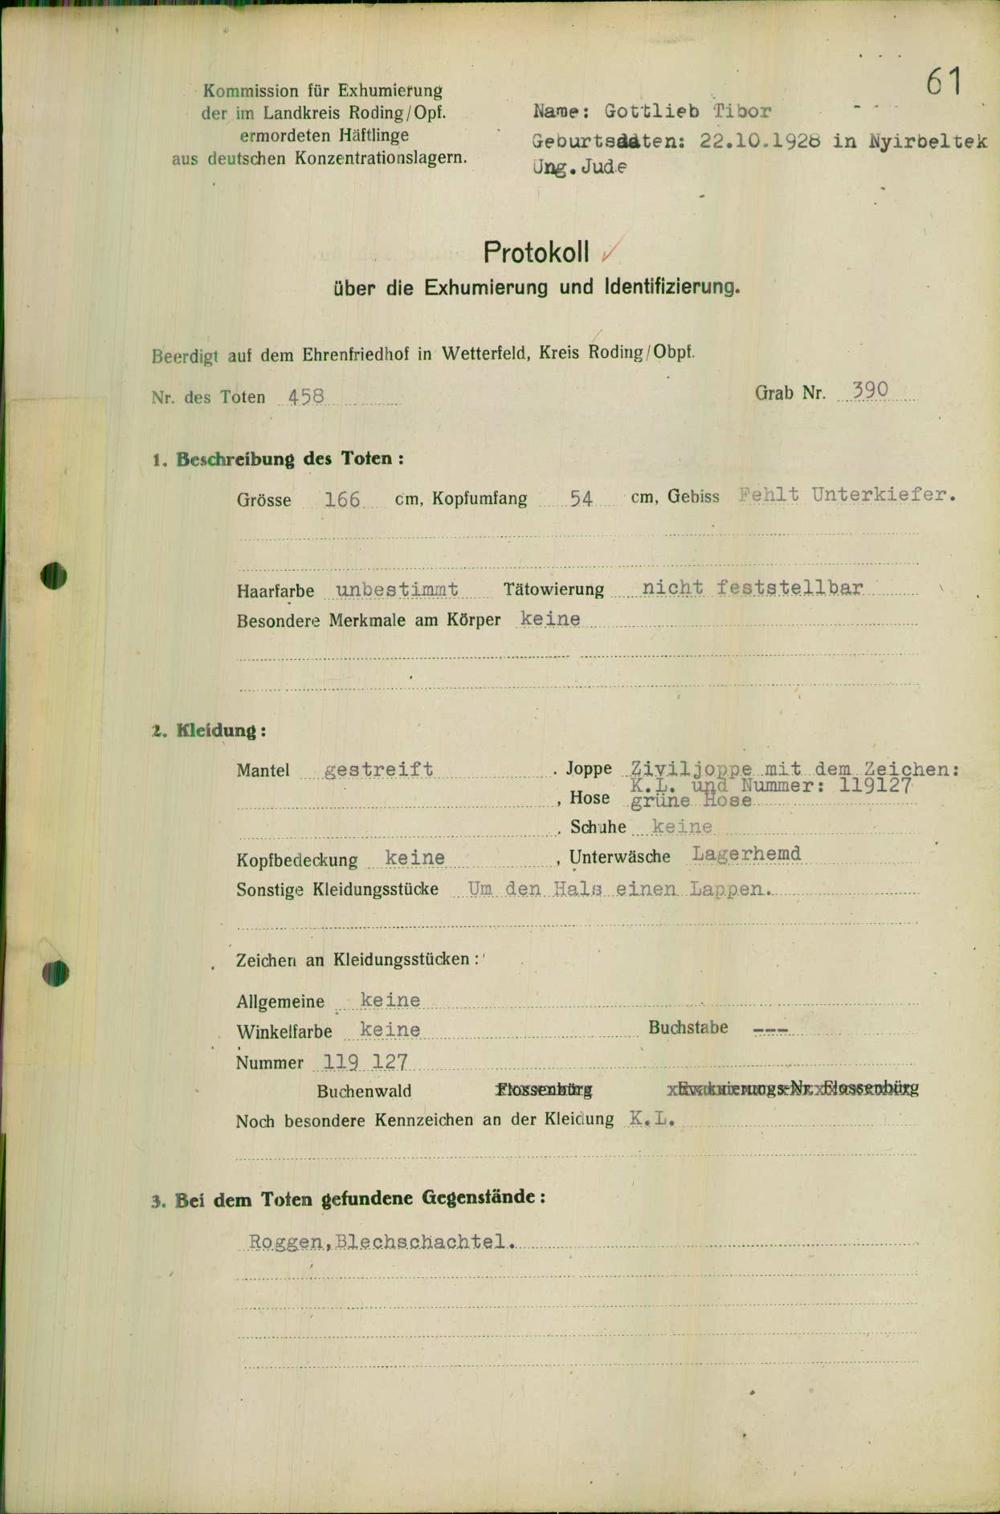 61
Kommission für Exhumierung
der im Landkreis Roding/Opf.
ermordeten Häftlinge
aus deutschen Konzentrationslagern.
Name: Gottlieb Tibor
Geburtsdaten: 22.10.1928 in Nyirbeltek
Ung.Jude
Protokoll
über die Exhumierung und Identifizierung.
Beerdigt auf dem Ehrenfriedhof in Wetterfeld, Kreis Roding/Obpf.
Nr. des Toten 458 Grab Nr. 390
1. Beschreibung des Toten:
Grösse 166 cm, Kopfumfang 54 cm, Gebiss Fehlt Unterkiefer.
Haarfarbe unbestimmt Tätowierung nicht feststellbar
Besondere Merkmale am Körper keine
2. Kleidung:
Mantel gestreift . Joppe Ziviljoppe mit dem Zeichen:
K.L. und Nummer: 119127
, Hose grüne Hose
. Schuhe keine
Kopfbedeckung keine , Unterwäsche Lagerhemd
Sonstige Kleidungsstücke Um den Hals einen Lappen.
Zeichen an Kleidungsstücken:
Allgemeine keine
Winkelfarbe keine Buchstabe ---
Nummer 119 127
Buchenwald Flossenbürg Evakuierungs-Nr. Flossenbürg
Noch besondere Kennzeichen an der Kleidung K.L.
3. Bei dem Toten gefundene Gegenstände:
Roggen,Blechschachtel.